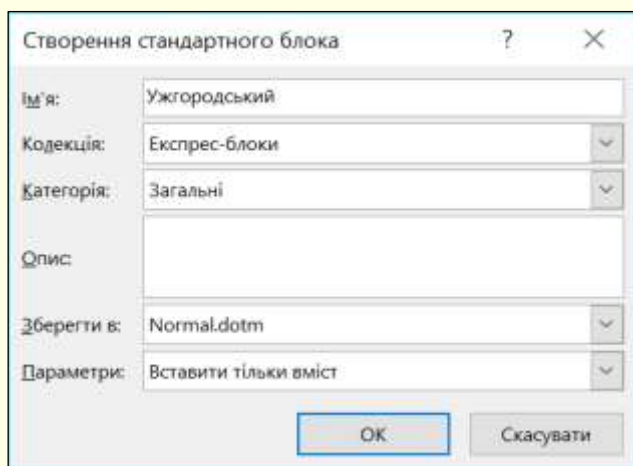 Створення стандартного блока ? ×
Ім'я: Ужгородський
Колекція: Експрес-блоки
Категорія: Загальні
Опис:
Зберегти в: Normal.dotm
Параметри: Вставити тільки вміст
ОК Скасувати